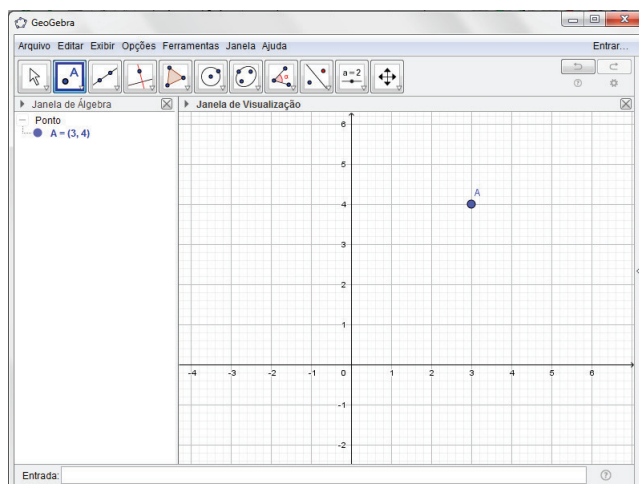 GeoGebra
Arquivo Editar Exibir Opções Ferramentas Janela Ajuda Entrar...
A a=2
Janela de Álgebra
Ponto
A = (3, 4)
Janela de Visualização
6
5
A
4
3
2
1
-4 -3 -2 -1 0 1 2 3 4 5 6
-1
-2
Entrada: